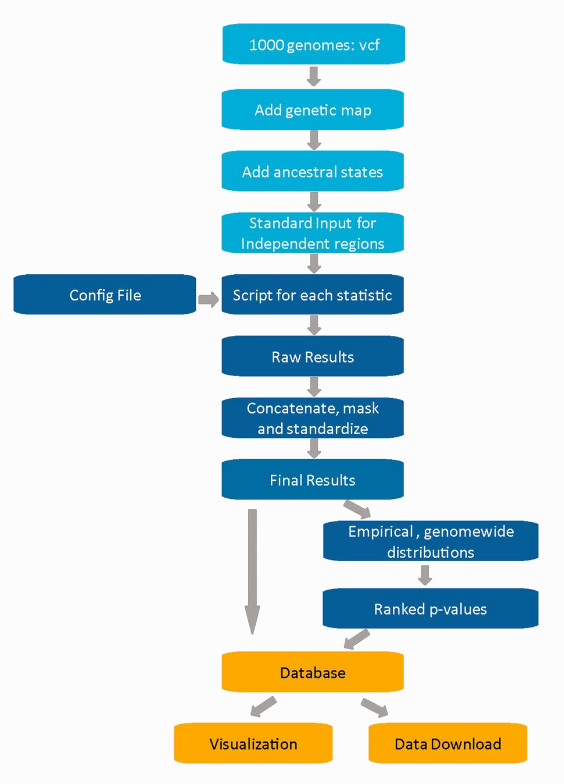 1000 genomes: vcf
Add genetic map
Add ancestral states
Standard Input for
Independent regions
Config File
Script for each statistic
Raw Results
Concatenate, mask
and standardize
Final Results
Empirical , genomewide
distributions
Ranked p-values
Database
Visualization
Data Download